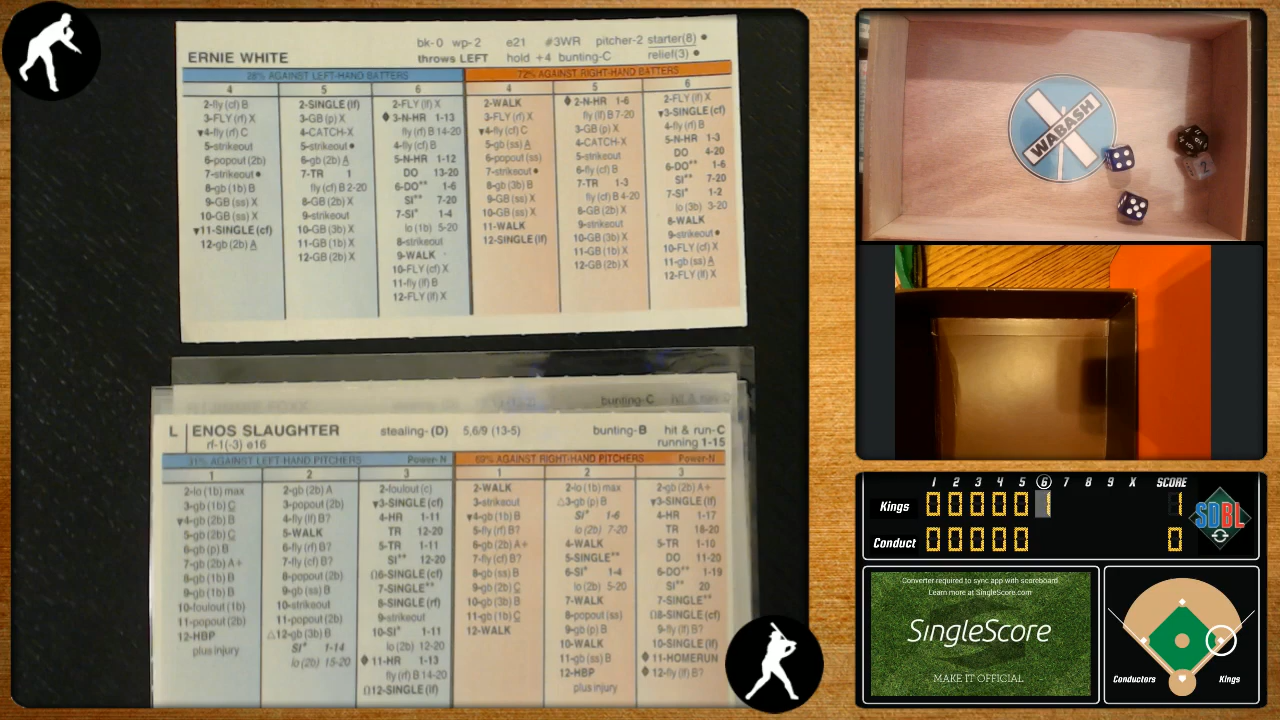 bk-0 wp-2 e21 #3WR pitcher-2 starter(8) •
ERNIE WHITE throws LEFT hold +4 bunting-C relief(3) •
28% AGAINST LEFT-HAND BATTERS 72% AGAINST RIGHT-HAND BATTERS
4 5 6 4 5 6
2-fly (cf) B
3-FLY (rf) X
▼4-fly (rf) C
5-strikeout
6-popout (2b)
7-strikeout •
8-gb (1b) B
9-GB (ss) X
10-GB (ss) X
▼11-SINGLE (cf)
12-gb (2b) A
2-SINGLE (lf)
3-GB (p) X
4-CATCH-X
5-strikeout •
6-gb (2b) A
7-TR 1
fly (cf) B 2-20
8-GB (2b) X
9-strikeout
10-GB (3b) X
11-GB (1b) X
12-GB (2b) X
2-FLY (lf) X
♦ 3-N-HR 1-13
fly (rf) B 14-20
4-fly (cf) B
5-N-HR 1-12
DO 13-20
6-DO** 1-6
SI** 7-20
7-SI* 1-4
lo (1b) 5-20
8-strikeout
9-WALK
10-FLY (cf) X
11-fly (lf) B
12-FLY (lf) X
2-WALK
3-FLY (rf) X
▼4-fly (cf) C
5-gb (ss) A
6-popout (ss)
7-strikeout •
8-gb (3b) B
9-GB (ss) X
10-GB (ss) X
11-WALK
12-SINGLE (lf)
♦ 2-N-HR 1-6
fly (lf) B 7-20
3-GB (p) X
4-CATCH-X
5-strikeout
6-fly (cf) B
7-TR 1-3
fly (cf) B 4-20
8-GB (2b) X
9-strikeout
10-GB (3b) X
11-GB (1b) X
12-GB (2b) X
2-FLY (lf) X
▼3-SINGLE (cf)
4-fly (rf) B
5-N-HR 1-3
DO 4-20
6-DO** 1-6
SI** 7-20
7-SI* 1-2
lo (3b) 3-20
8-WALK
9-strikeout •
10-FLY (cf) X
11-gb (ss) A
12-FLY (lf) X
bunting-C
L ENOS SLAUGHTER stealing-(D) 5,6/9 (13-5) bunting-B hit & run-C
rf-1(-3) e16 running 1-15
31% AGAINST LEFT-HAND PITCHERS Power-N 69% AGAINST RIGHT-HAND PITCHERS Power-N
1 2 3 1 2 3
2-lo (1b) max
3-gb (1b) C
▼4-gb (2b) B
5-gb (2b) C
6-gb (p) B
7-gb (2b) A+
8-gb (1b) B
9-gb (1b) B
10-foulout (1b)
11-popout (2b)
12-HBP
plus injury
2-gb (2b) A
3-popout (2b)
4-fly (lf) B?
5-WALK
6-fly (rf) B?
7-fly (cf) B?
8-popout (2b)
9-gb (ss) B
10-strikeout
11-popout (2b)
△12-gb (3b) B
SI* 1-14
lo (2b) 15-20
2-foulout (c)
▼3-SINGLE (cf)
4-HR 1-11
TR 12-20
5-TR 1-11
SI** 12-20
Ω6-SINGLE (cf)
7-SINGLE**
8-SINGLE (rf)
9-strikeout
10-SI* 1-11
lo (2b) 12-20
♦ 11-HR 1-13
fly (rf) B 14-20
Ω12-SINGLE (lf)
2-WALK
3-strikeout
▼4-gb (1b) B
5-fly (rf) B?
6-gb (2b) A+
7-fly (cf) B?
8-gb (ss) B
9-gb (2b) C
10-gb (3b) B
11-gb (1b) C
12-WALK
2-lo (1b) max
△3-gb (p) B
SI* 1-6
lo (2b) 7-20
4-WALK
5-SINGLE**
6-SI* 1-4
lo (2b) 5-20
7-WALK
8-popout (ss)
9-gb (p) B
10-WALK
11-gb (ss) B
12-HBP
plus injury
2-gb (2b) A+
▼3-SINGLE (lf)
4-HR 1-17
TR 18-20
5-TR 1-10
DO 11-20
6-DO** 1-19
SI** 20
7-SINGLE**
Ω8-SINGLE (cf)
9-fly (lf) B?
10-SINGLE (lf)
♦ 11-HOMERUN
♦ 12-fly (lf) B?
WABASH
1 2 3 4 5 6 7 8 9 X SCORE
Kings 0 0 0 0 0 1 1
Conduct 0 0 0 0 0 0
SDBL
Converter required to sync app with scoreboard
Learn more at SingleScore.com
SINGLESCORE
MAKE IT OFFICIAL
Conductors Kings